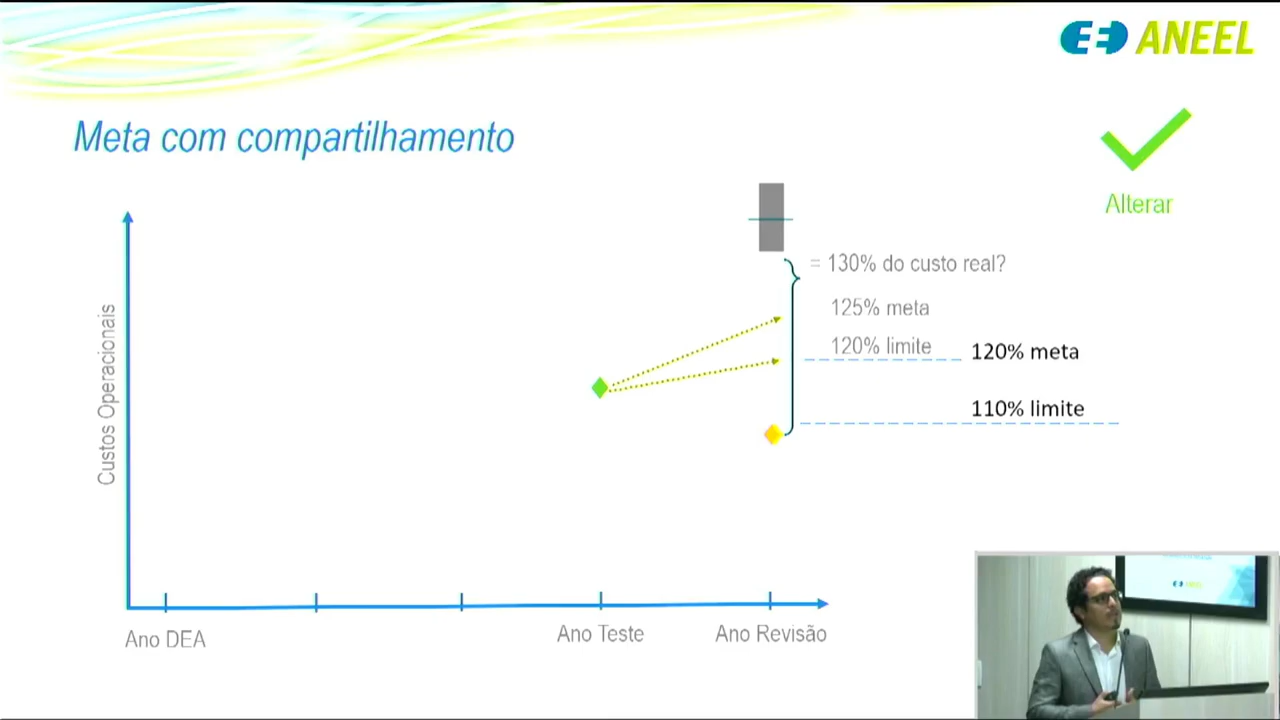 ANEEL
Meta com compartilhamento
Alterar
= 130% do custo real?
125% meta
120% limite
120% meta
110% limite
Custos Operacionais
Ano DEA
Ano Teste
Ano Revisão